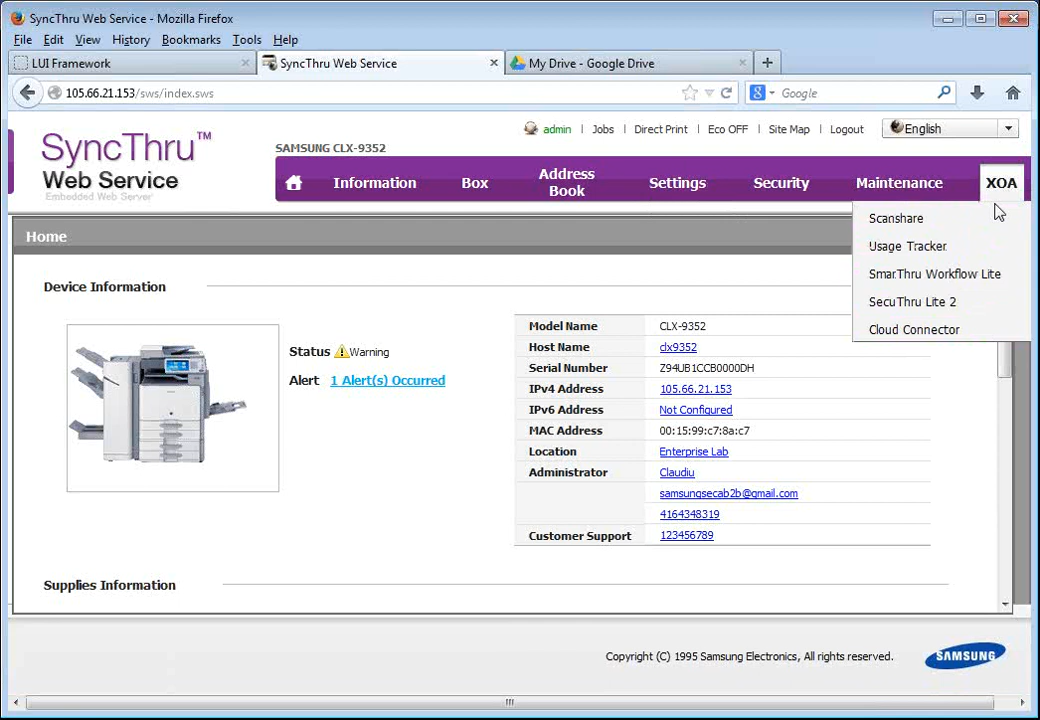 SyncThru Web Service - Mozilla Firefox
File Edit View History Bookmarks Tools Help
LUI Framework
SyncThru Web Service
My Drive - Google Drive
105.66.21.153/sws/index.sws
Google
SyncThru™
Web Service
Embedded Web Server
admin | Jobs | Direct Print | Eco OFF | Site Map | Logout
English
SAMSUNG CLX-9352
Information
Box
Address
Book
Settings
Security
Maintenance
XOA
Scanshare
Usage Tracker
SmarThru Workflow Lite
SecuThru Lite 2
Cloud Connector
Home
Device Information
Status Warning
Alert 1 Alert(s) Occurred
Model Name CLX-9352
Host Name clx9352
Serial Number Z94UB1CCB0000DH
IPv4 Address 105.66.21.153
IPv6 Address Not Configured
MAC Address 00:15:99:c7:8a:c7
Location Enterprise Lab
Administrator Claudiu
samsungsecab2b@gmail.com
4164348319
Customer Support 123456789
Supplies Information
Copyright (C) 1995 Samsung Electronics, All rights reserved.
SAMSUNG